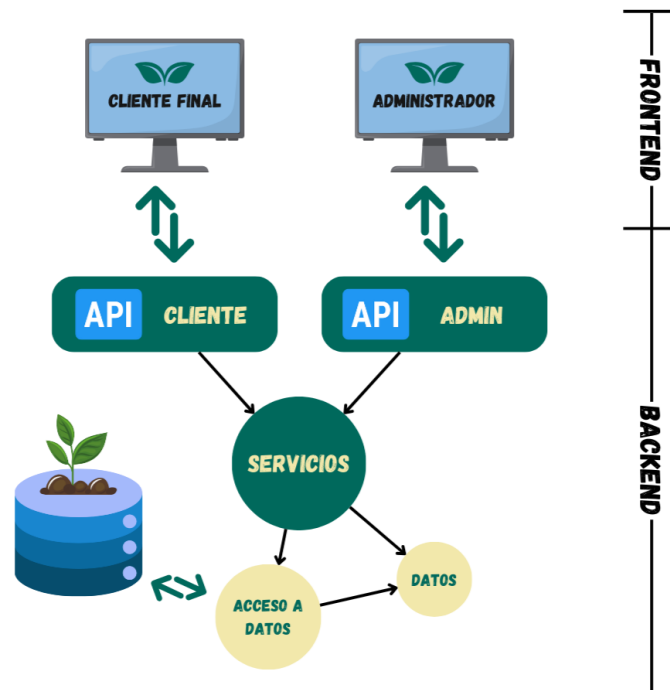 CLIENTE FINAL
ADMINISTRADOR
FRONTEND
API CLIENTE
API ADMIN
SERVICIOS
BACKEND
DATOS
ACCESO A
DATOS